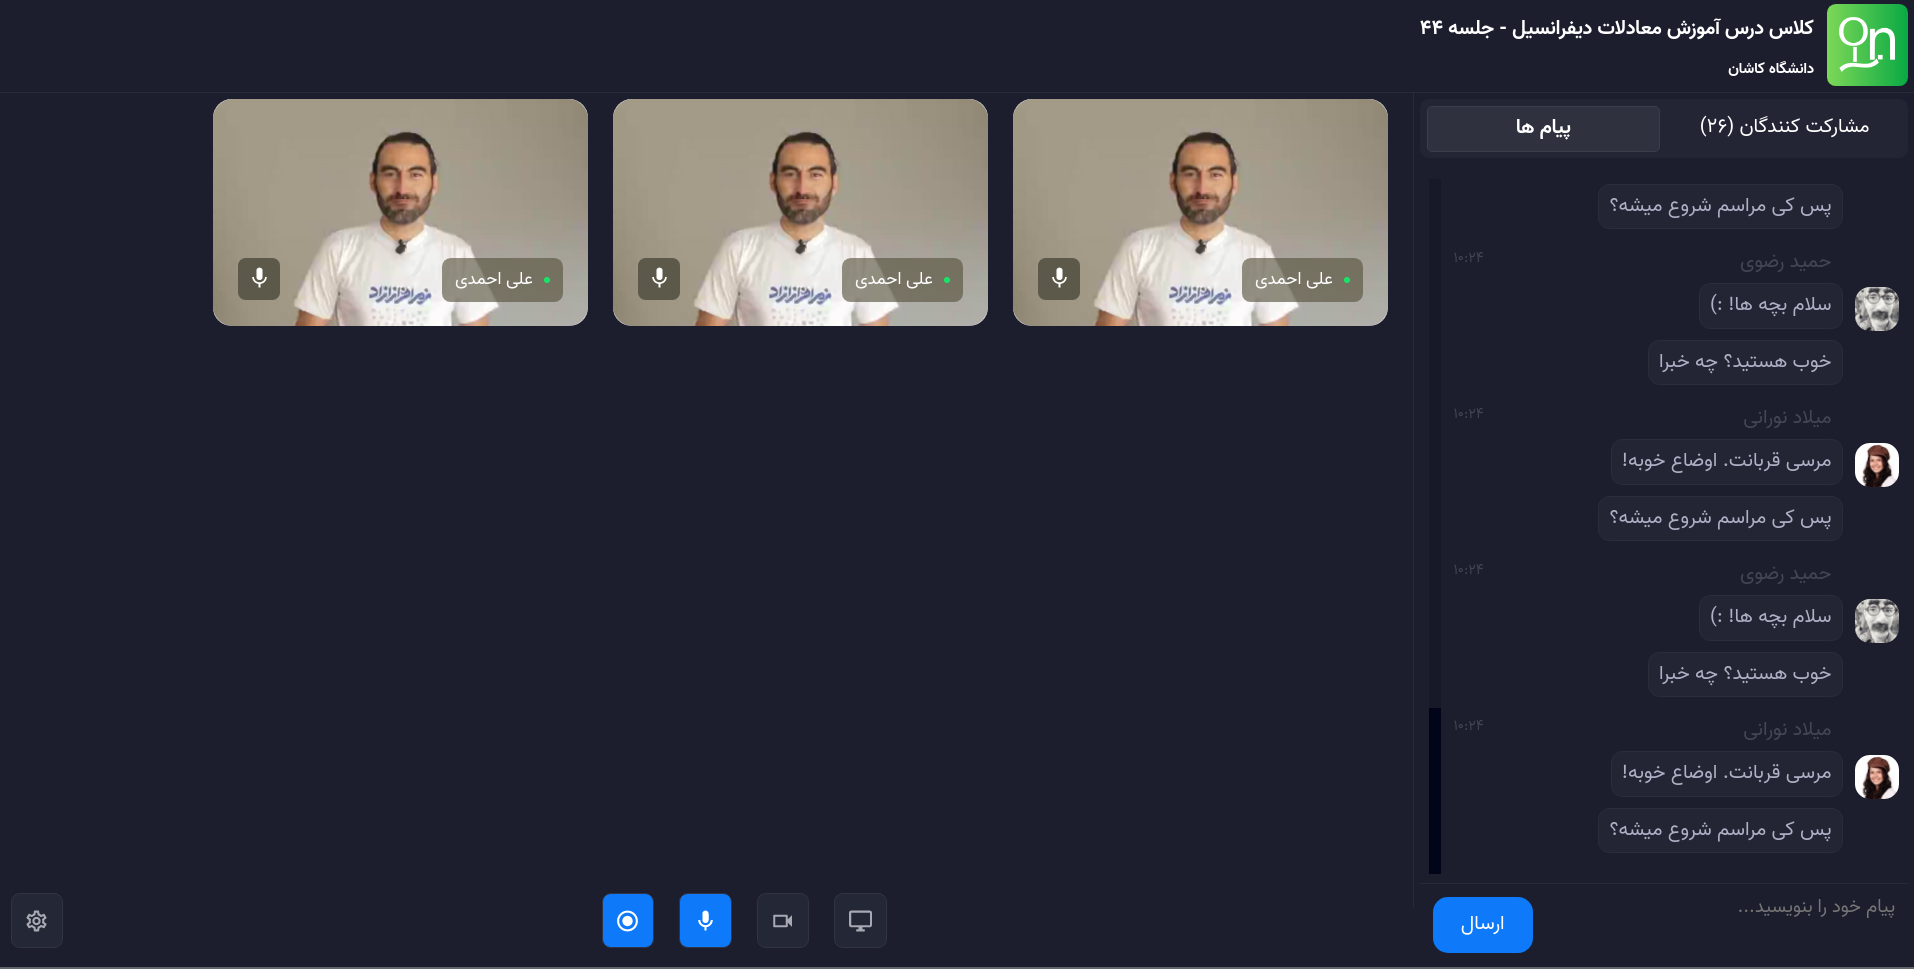 کلاس درس آموزش معادلات دیفرانسیل - جلسه ۴۴
دانشگاه کاشان
مشارکت کنندگان (۲۶)
پیام ها
پس کی مراسم شروع میشه؟
حمید رضوی
۱۰:۲۴
سلام بچه ها! :)
خوب هستید؟ چه خبرا
میلاد نورانی
۱۰:۲۴
مرسی قربانت. اوضاع خوبه!
پس کی مراسم شروع میشه؟
حمید رضوی
۱۰:۲۴
سلام بچه ها! :)
خوب هستید؟ چه خبرا
میلاد نورانی
۱۰:۲۴
مرسی قربانت. اوضاع خوبه!
پس کی مراسم شروع میشه؟
پیام خود را بنویسید...
ارسال
علی احمدی
علی احمدی
علی احمدی